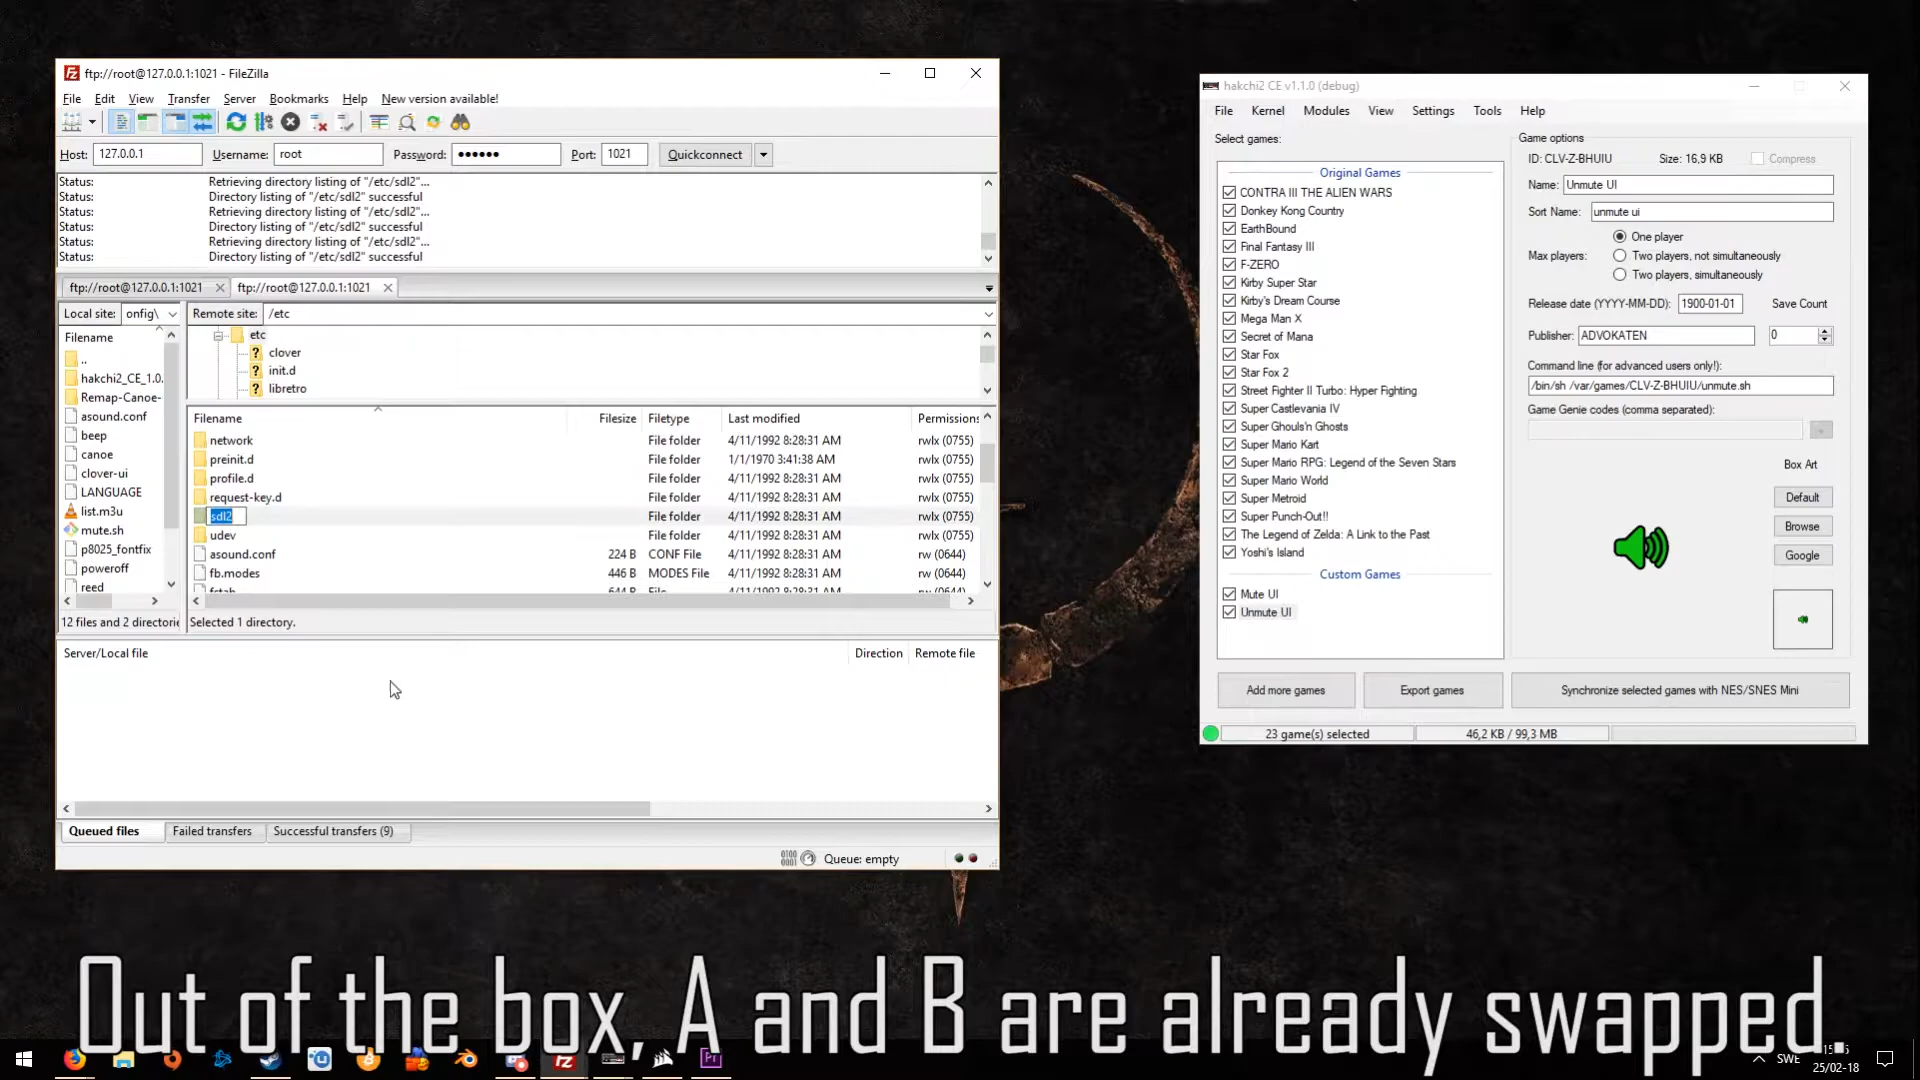 ftp://root@127.0.0.1:1021 - FileZilla
File Edit View Transfer Server Bookmarks Help New version available!
Host: 127.0.0.1 Username: root Password: ●●●●●● Port: 1021 Quickconnect
Status: Retrieving directory listing of "/etc/sdl2"...
Status: Directory listing of "/etc/sdl2" successful
Status: Retrieving directory listing of "/etc/sdl2"...
Status: Directory listing of "/etc/sdl2" successful
Status: Retrieving directory listing of "/etc/sdl2"...
Status: Directory listing of "/etc/sdl2" successful
ftp://root@127.0.0.1:1021 ftp://root@127.0.0.1:1021
Local site: onfig\ Remote site: /etc
etc
clover
init.d
libretro
Filename
..
hakchi2_CE_1.0.
Remap-Canoe-
asound.conf
beep
canoe
clover-ui
LANGUAGE
list.m3u
mute.sh
p8025_fontfix
poweroff
reed
12 files and 2 directorie
Filename Filesize Filetype Last modified Permissions
network File folder 4/11/1992 8:28:31 AM rwlx (0755)
preinit.d File folder 1/1/1970 3:41:38 AM rwlx (0755)
profile.d File folder 4/11/1992 8:28:31 AM rwlx (0755)
request-key.d File folder 4/11/1992 8:28:31 AM rwlx (0755)
sdl2 File folder 4/11/1992 8:28:31 AM rwlx (0755)
udev File folder 4/11/1992 8:28:31 AM rwlx (0755)
asound.conf 224 B CONF File 4/11/1992 8:28:31 AM rw (0644)
fb.modes 446 B MODES File 4/11/1992 8:28:31 AM rw (0644)
fstab 644 B File 4/11/1992 8:28:31 AM rw (0644)
Selected 1 directory.
Server/Local file Direction Remote file
Queued files Failed transfers Successful transfers (9)
Queue: empty
hakchi2 CE v1.1.0 (debug)
File Kernel Modules View Settings Tools Help
Select games:
Original Games
CONTRA III THE ALIEN WARS
Donkey Kong Country
EarthBound
Final Fantasy III
F-ZERO
Kirby Super Star
Kirby's Dream Course
Mega Man X
Secret of Mana
Star Fox
Star Fox 2
Street Fighter II Turbo: Hyper Fighting
Super Castlevania IV
Super Ghouls'n Ghosts
Super Mario Kart
Super Mario RPG: Legend of the Seven Stars
Super Mario World
Super Metroid
Super Punch-Out!!
The Legend of Zelda: A Link to the Past
Yoshi's Island
Custom Games
Mute UI
Unmute UI
Game options
ID: CLV-Z-BHUIU Size: 16,9 KB Compress
Name: Unmute UI
Sort Name: unmute ui
Max players: One player
Two players, not simultaneously
Two players, simultaneously
Release date (YYYY-MM-DD): 1900-01-01 Save Count
Publisher: ADVOKATEN 0
Command line (for advanced users only!):
/bin/sh /var/games/CLV-Z-BHUIU/unmute.sh
Game Genie codes (comma separated):
Box Art
Default
Browse
Google
Add more games Export games Synchronize selected games with NES/SNES Mini
23 game(s) selected 46,2 KB / 99,3 MB
Out of the box, A and B are already swapped
SWE
25/02-18